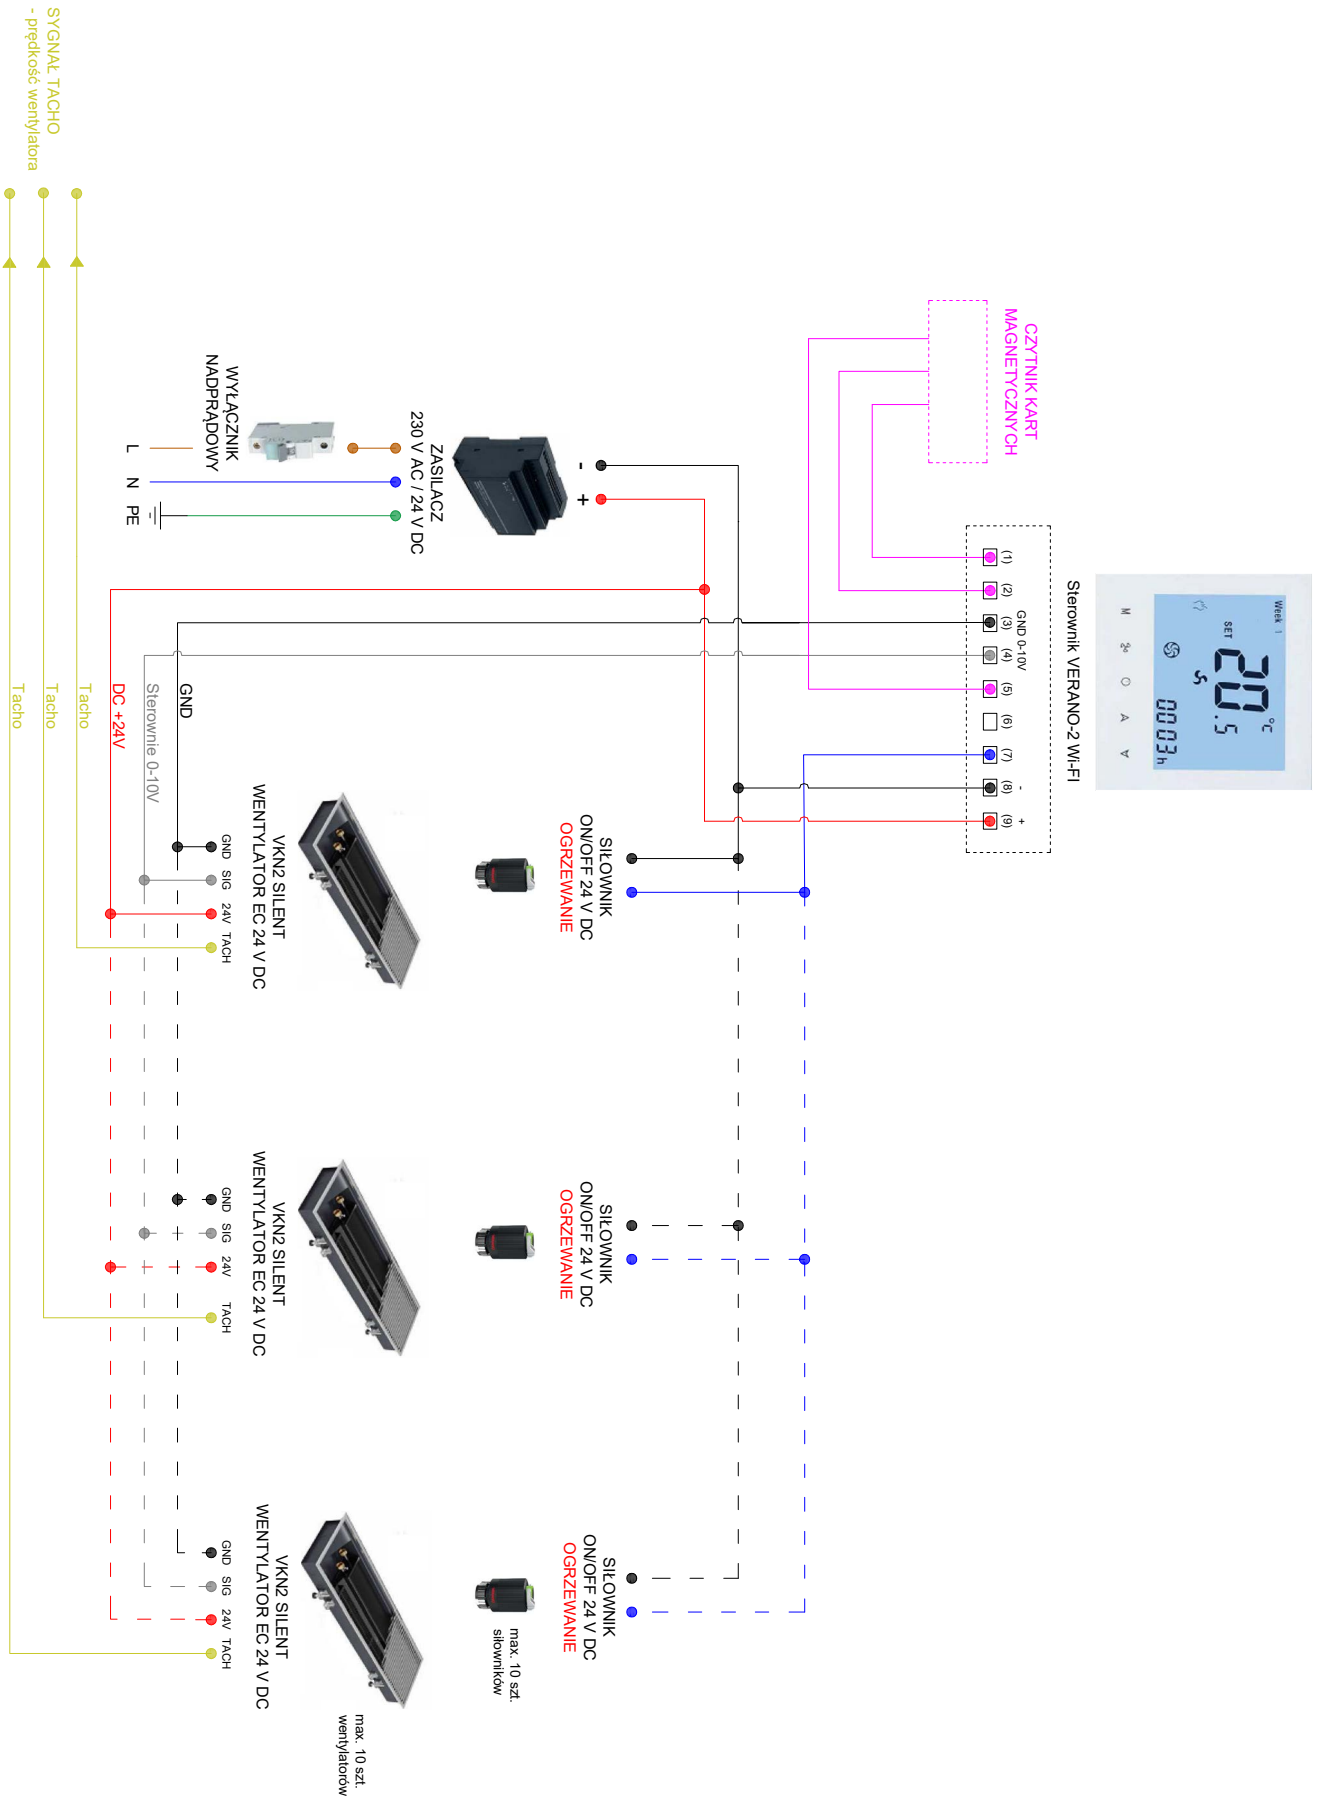 Week 1
SET
20.5
°C
0003 h
M
Sterownik VERANO-2 Wi-FI
CZYTNIK KART
MAGNETYCZNYCH
GND 0-10V
-
+
(1)
(2)
(3)
(4)
(5)
(6)
(7)
(8)
(9)
-
+
ZASILACZ
230 V AC / 24 V DC
WYŁĄCZNIK
NADPRĄDOWY
L
N
PE
SIŁOWNIK
ON/OFF 24 V DC
OGRZEWANIE
SIŁOWNIK
ON/OFF 24 V DC
OGRZEWANIE
SIŁOWNIK
ON/OFF 24 V DC
OGRZEWANIE
max. 10 szt.
siłowników
max. 10 szt.
wentylatorów
VKN2 SILENT
WENTYLATOR EC 24 V DC
GND SIG 24V TACH
VKN2 SILENT
WENTYLATOR EC 24 V DC
GND SIG 24V TACH
VKN2 SILENT
WENTYLATOR EC 24 V DC
GND SIG 24V TACH
GND
Sterownie 0-10V
DC +24V
Tacho
Tacho
Tacho
SYGNAŁ TACHO
- prędkość wentylatora